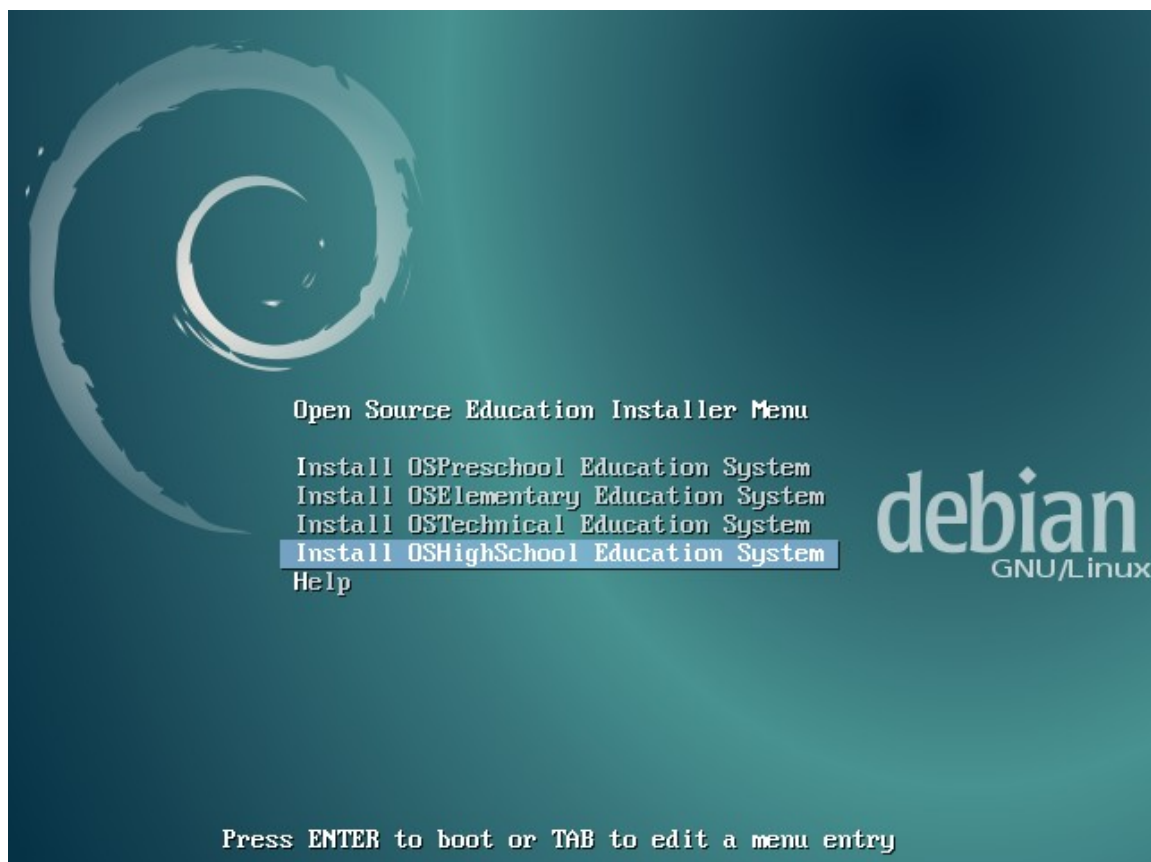 Open Source Education Installer Menu
Install OSPreschool Education System
Install OSElementary Education System
Install OSTechnical Education System
Install OSHighSchool Education System
Help
debian
GNU/Linux
Press ENTER to boot or TAB to edit a menu entry